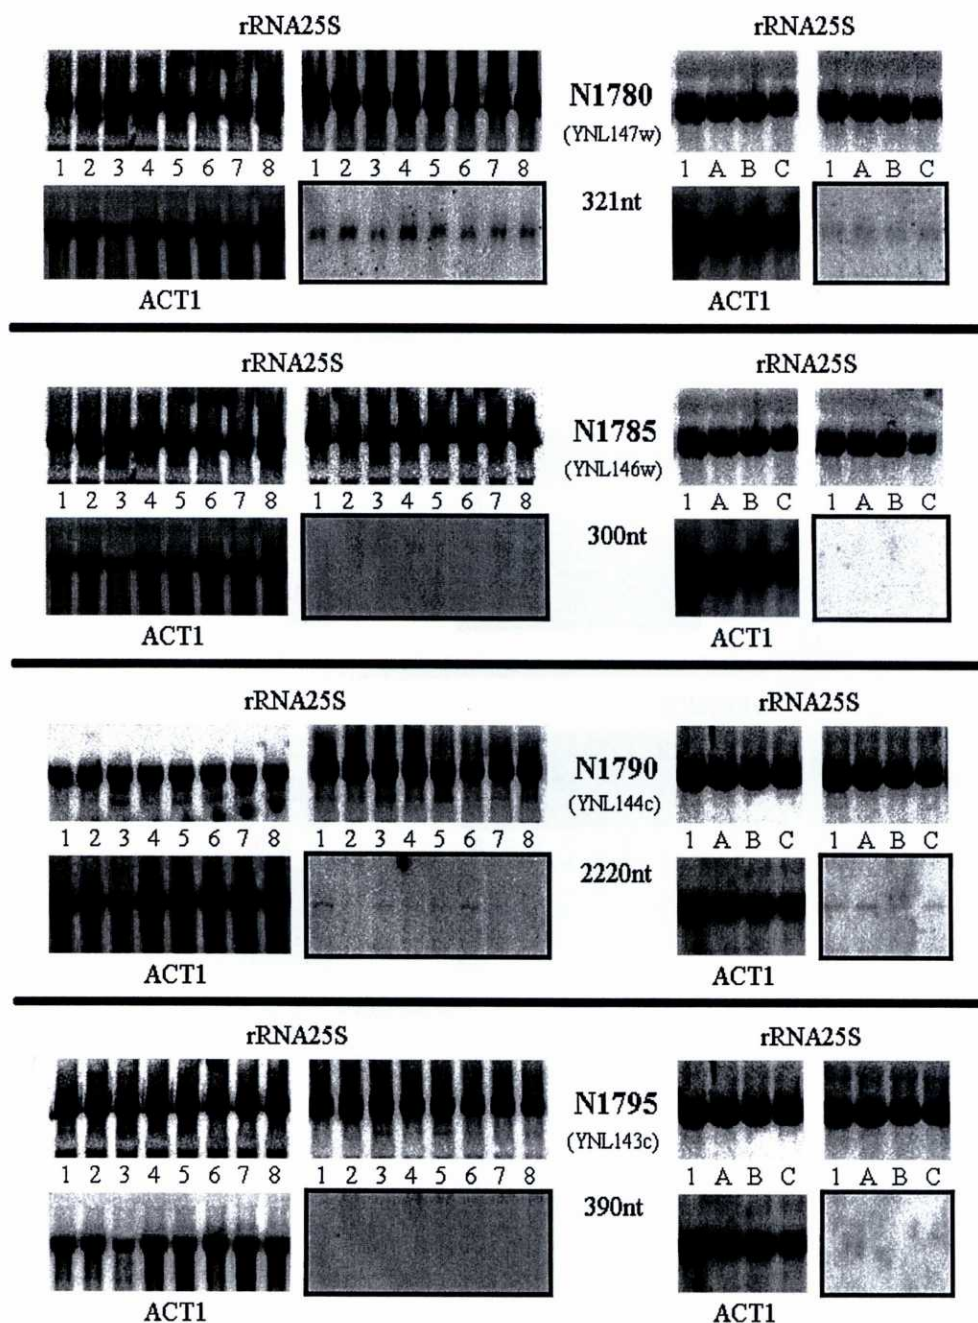 rRNA25S rRNA25S
N1780
(YNL147w)
1 2 3 4 5 6 7 8 1 2 3 4 5 6 7 8 1 A B C 1 A B C
321nt
ACT1 ACT1
rRNA25S rRNA25S
N1785
(YNL146w)
1 2 3 4 5 6 7 8 1 2 3 4 5 6 7 8 1 A B C 1 A B C
300nt
ACT1 ACT1
rRNA25S rRNA25S
N1790
(YNL144c)
1 2 3 4 5 6 7 8 1 2 3 4 5 6 7 8 1 A B C 1 A B C
2220nt
ACT1 ACT1
rRNA25S rRNA25S
N1795
(YNL143c)
1 2 3 4 5 6 7 8 1 2 3 4 5 6 7 8 1 A B C 1 A B C
390nt
ACT1 ACT1